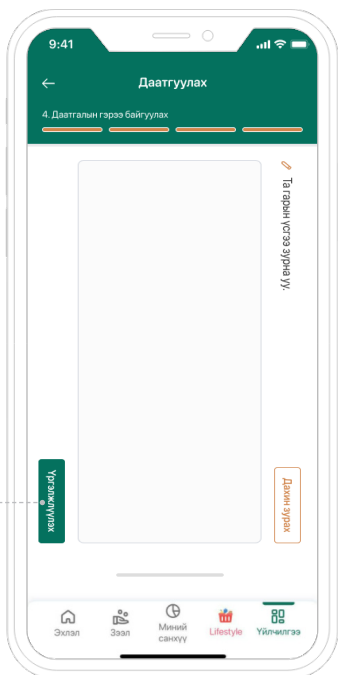 9:41
Даатгуулах
4. Даатгалын гэрээ байгуулах
Та гарын үсгээ зурна уу.
Дахин зурах
Үргэлжлүүлэх
Эхлэл
Зээл
Миний
санхүү
Lifestyle
Үйлчилгээ